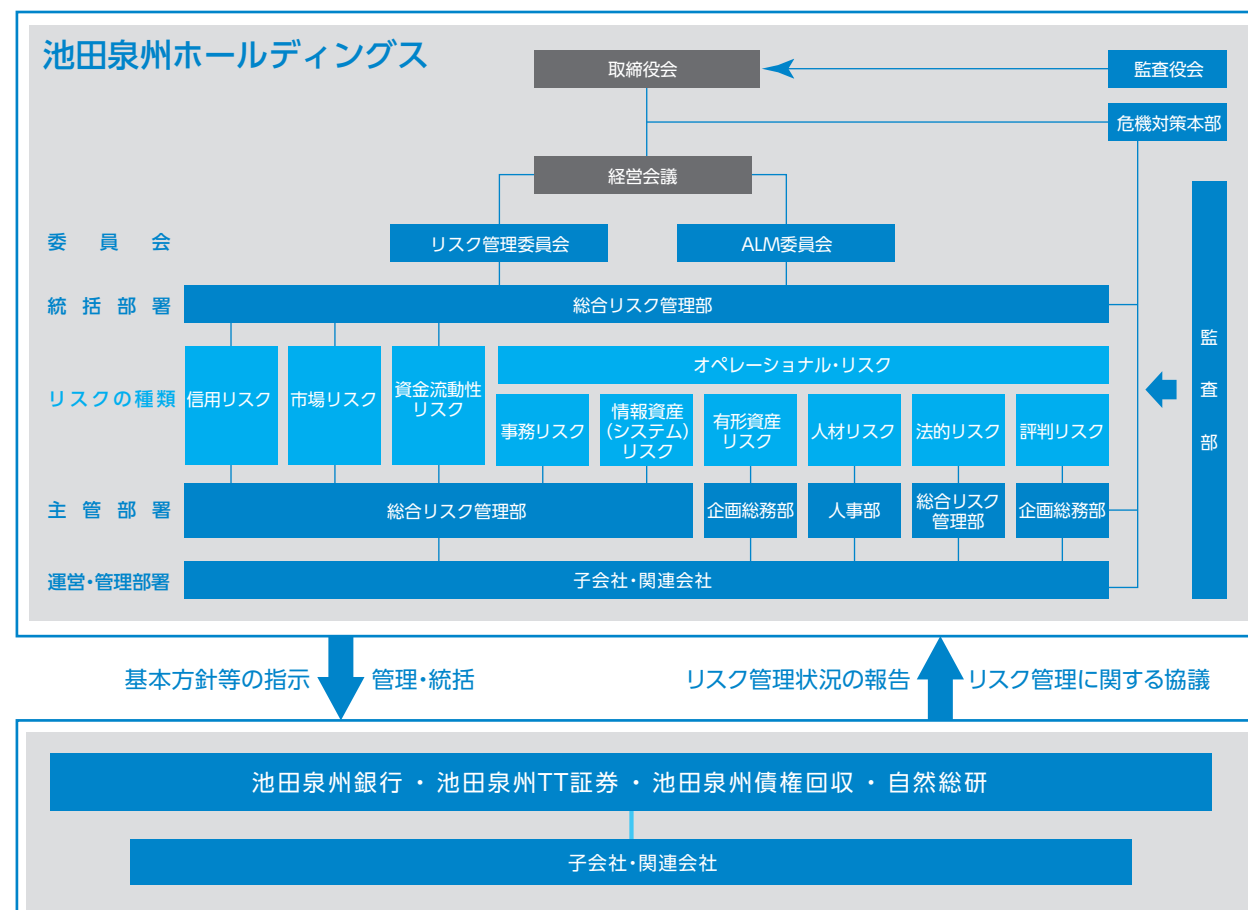 池田泉州ホールディングス
取締役会
監査役会
危機対策本部
経営会議
委員会
リスク管理委員会
ALM委員会
統括部署
総合リスク管理部
監査部
リスクの種類
信用リスク
市場リスク
資金流動性
リスク
オペレーショナル・リスク
事務リスク
情報資産
(システム)
リスク
有形資産
リスク
人材リスク
法的リスク
評判リスク
主管部署
総合リスク管理部
企画総務部
人事部
総合リスク
管理部
企画総務部
運営・管理部署
子会社・関連会社
基本方針等の指示
管理・統括
リスク管理状況の報告
リスク管理に関する協議
池田泉州銀行 ・ 池田泉州TT証券 ・ 池田泉州債権回収 ・ 自然総研
子会社・関連会社